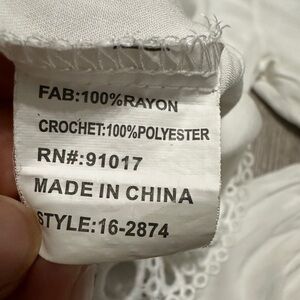 FAB:100%RAYON
CROCHET:100%POLYESTER
RN#:91017
MADE IN CHINA
STYLE:16-2874